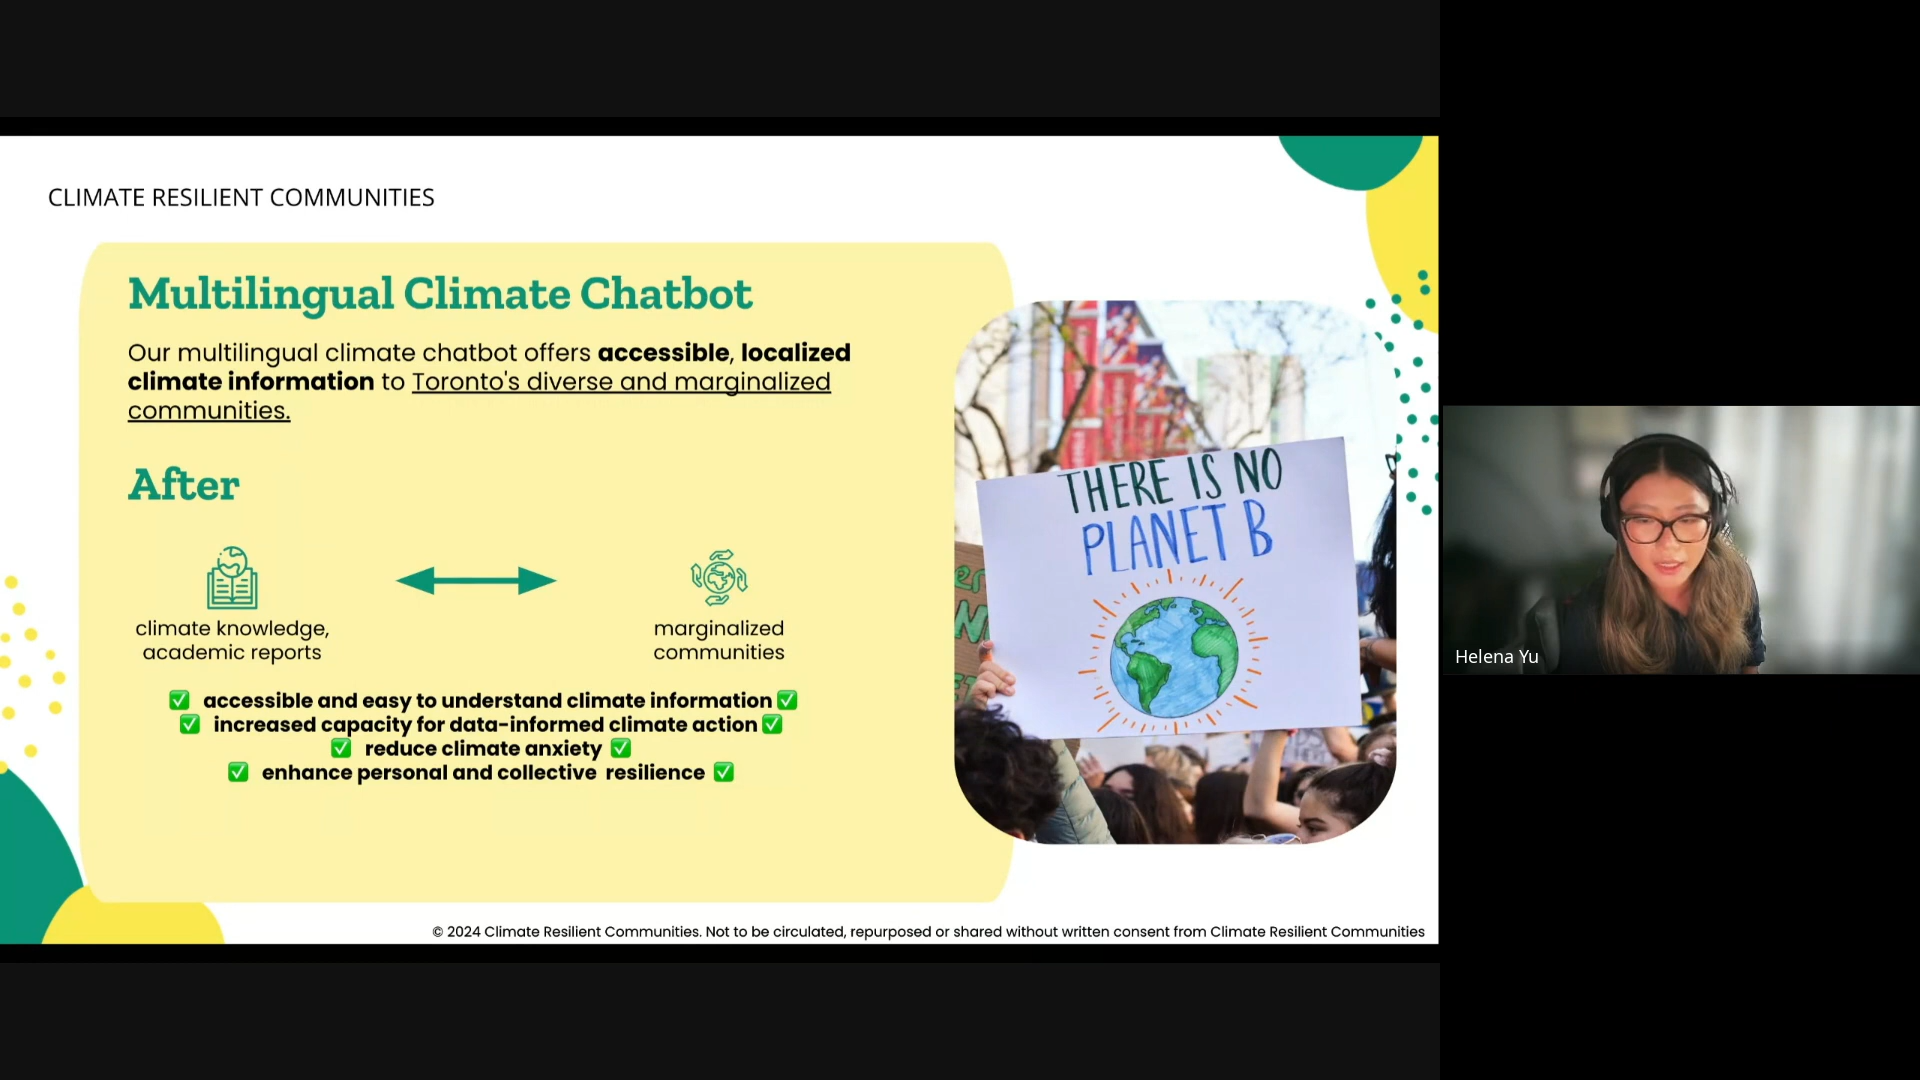 CLIMATE RESILIENT COMMUNITIES
Multilingual Climate Chatbot
Our multilingual climate chatbot offers accessible, localized
climate information to Toronto's diverse and marginalized
communities.
After
climate knowledge,
academic reports
marginalized
communities
✅ accessible and easy to understand climate information ✅
✅ increased capacity for data-informed climate action ✅
✅ reduce climate anxiety ✅
✅ enhance personal and collective resilience ✅
THERE IS NO
PLANET B
© 2024 Climate Resilient Communities. Not to be circulated, repurposed or shared without written consent from Climate Resilient Communities
Helena Yu